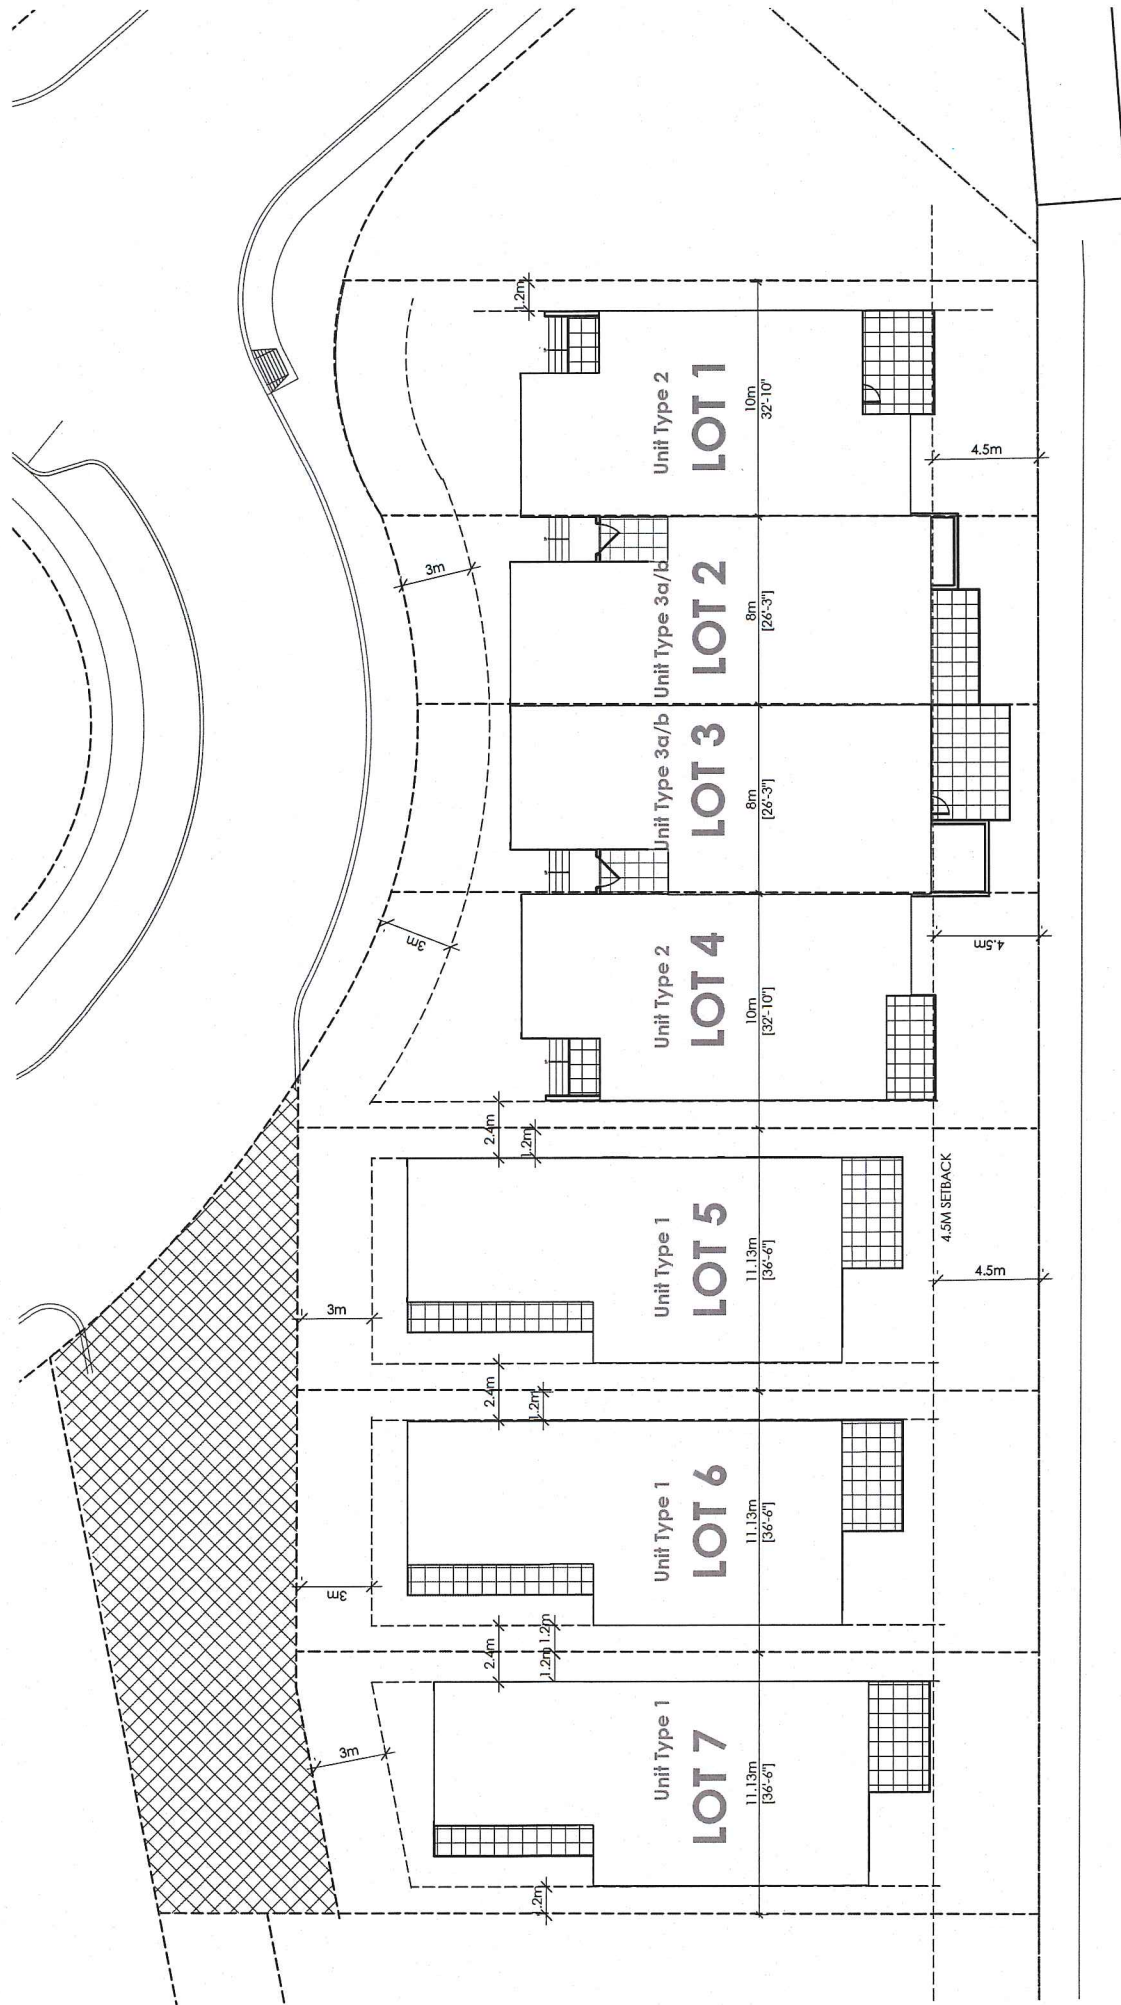 1.2m
Unit Type 2
LOT 1
10m
32'-10"
4.5m
3m
Unit Type 3a/b
LOT 2
8m
[26'-3"]
Unit Type 3a/b
LOT 3
8m
[26'-3"]
3m
Unit Type 2
LOT 4
10m
[32'-10"]
4.5m
2.4m
1.2m
Unit Type 1
LOT 5
11.13m
[36'-6"]
4.5M SETBACK
4.5m
3m
2.4m
1.2m
Unit Type 1
LOT 6
11.13m
[36'-6"]
3m
2.4m
1.2m
1.2m
Unit Type 1
LOT 7
11.13m
[36'-6"]
3m
1.2m